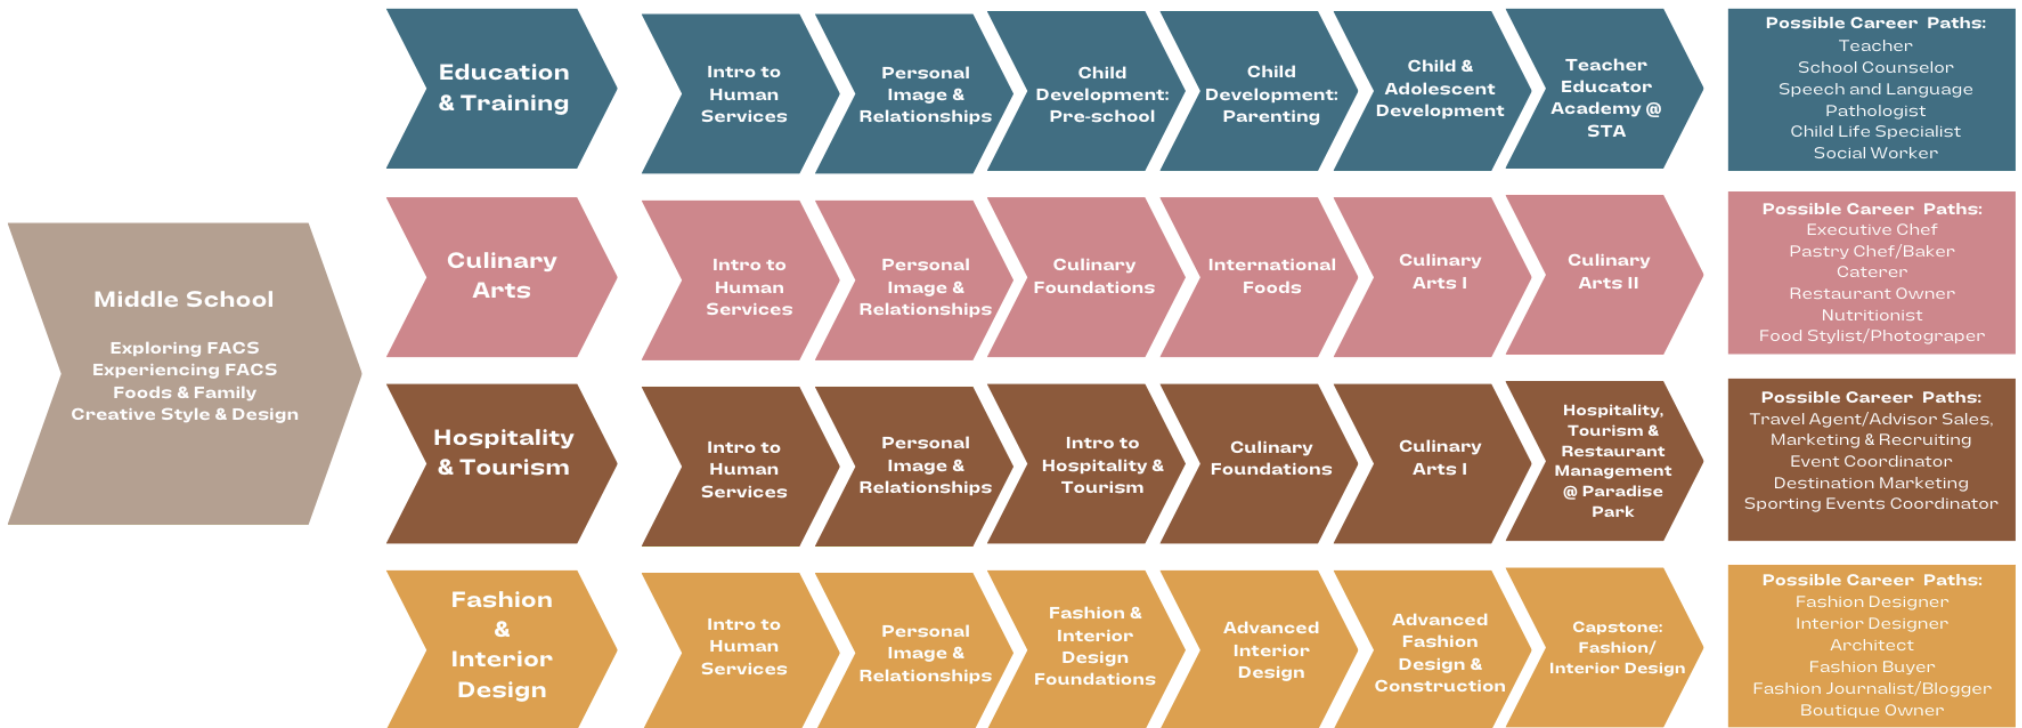 Middle School
Exploring FACS
Experiencing FACS
Foods & Family
Creative Style & Design
Education
& Training
Intro to
Human
Services
Personal
Image &
Relationships
Child
Development:
Pre-school
Child
Development:
Parenting
Child &
Adolescent
Development
Teacher
Educator
Academy @
STA
Possible Career Paths:
Teacher
School Counselor
Speech and Language
Pathologist
Child Life Specialist
Social Worker
Culinary
Arts
Intro to
Human
Services
Personal
Image &
Relationships
Culinary
Foundations
International
Foods
Culinary
Arts I
Culinary
Arts II
Possible Career Paths:
Executive Chef
Pastry Chef/Baker
Caterer
Restaurant Owner
Nutritionist
Food Stylist/Photograper
Hospitality
& Tourism
Intro to
Human
Services
Personal
Image &
Relationships
Intro to
Hospitality &
Tourism
Culinary
Foundations
Culinary
Arts I
Hospitality,
Tourism &
Restaurant
Management
@ Paradise
Park
Possible Career Paths:
Travel Agent/Advisor Sales,
Marketing & Recruiting
Event Coordinator
Destination Marketing
Sporting Events Coordinator
Fashion
&
Interior
Design
Intro to
Human
Services
Personal
Image &
Relationships
Fashion &
Interior
Design
Foundations
Advanced
Interior
Design
Advanced
Fashion
Design &
Construction
Capstone:
Fashion/
Interior Design
Possible Career Paths:
Fashion Designer
Interior Designer
Architect
Fashion Buyer
Fashion Journalist/Blogger
Boutique Owner